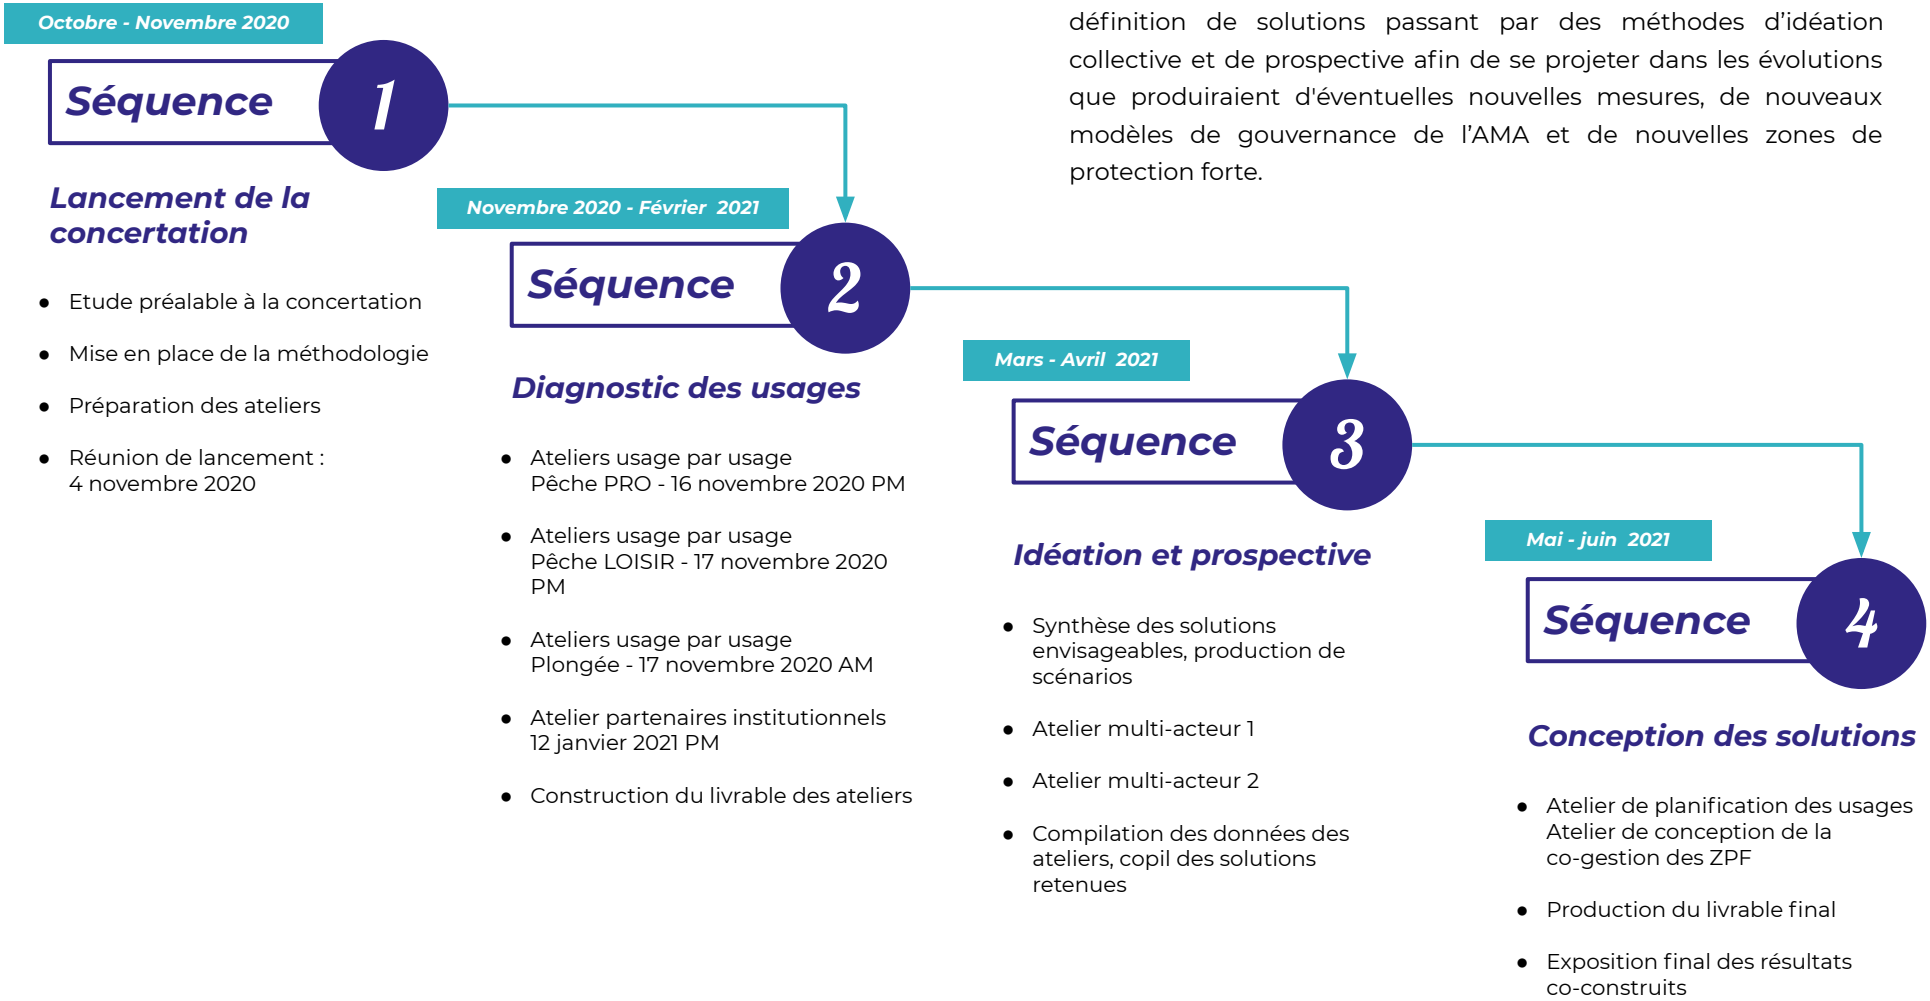 définition de solutions passant par des méthodes d'idéation
collective et de prospective afin de se projeter dans les évolutions
que produiraient d'éventuelles nouvelles mesures, de nouveaux
modèles de gouvernance de l'AMA et de nouvelles zones de
protection forte.
Octobre - Novembre 2020
Séquence 1
Lancement de la
concertation
● Etude préalable à la concertation
● Mise en place de la méthodologie
● Préparation des ateliers
● Réunion de lancement :
4 novembre 2020
Novembre 2020 - Février 2021
Séquence 2
Diagnostic des usages
● Ateliers usage par usage
Pêche PRO - 16 novembre 2020 PM
● Ateliers usage par usage
Pêche LOISIR - 17 novembre 2020
PM
● Ateliers usage par usage
Plongée - 17 novembre 2020 AM
● Atelier partenaires institutionnels
12 janvier 2021 PM
● Construction du livrable des ateliers
Mars - Avril 2021
Séquence 3
Idéation et prospective
● Synthèse des solutions
envisageables, production de
scénarios
● Atelier multi-acteur 1
● Atelier multi-acteur 2
● Compilation des données des
ateliers, copil des solutions
retenues
Mai - juin 2021
Séquence 4
Conception des solutions
● Atelier de planification des usages
Atelier de conception de la
co-gestion des ZPF
● Production du livrable final
● Exposition final des résultats
co-construits